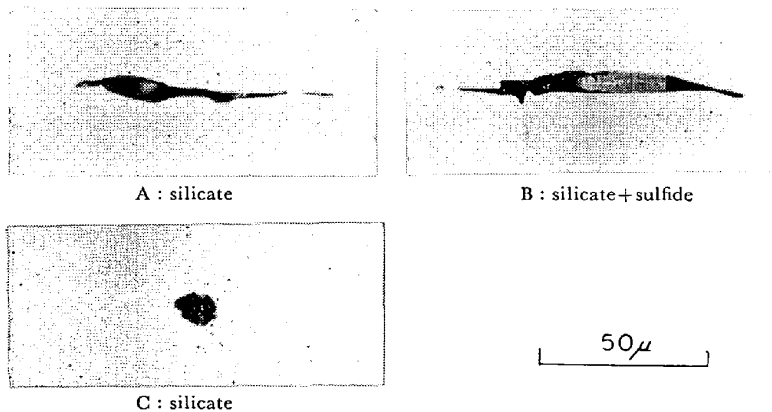 A : silicate
B : silicate+sulfide
C : silicate
50μ